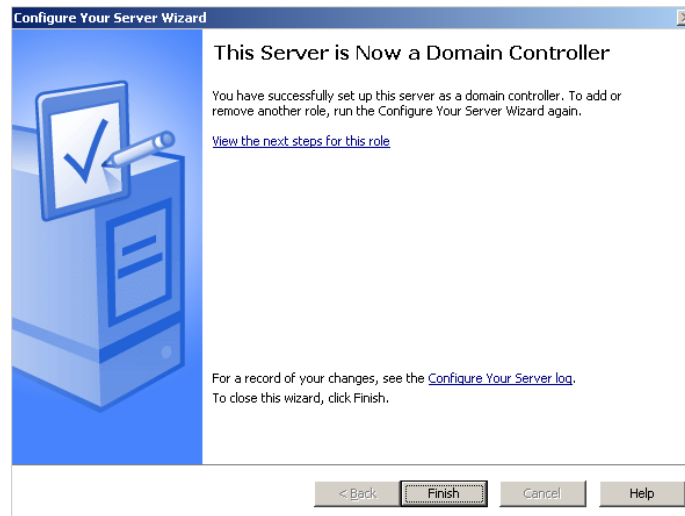 Configure Your Server Wizard
This Server is Now a Domain Controller
You have successfully set up this server as a domain controller. To add or
remove another role, run the Configure Your Server Wizard again.
View the next steps for this role
For a record of your changes, see the Configure Your Server log.
To close this wizard, click Finish.
< Back Finish Cancel Help